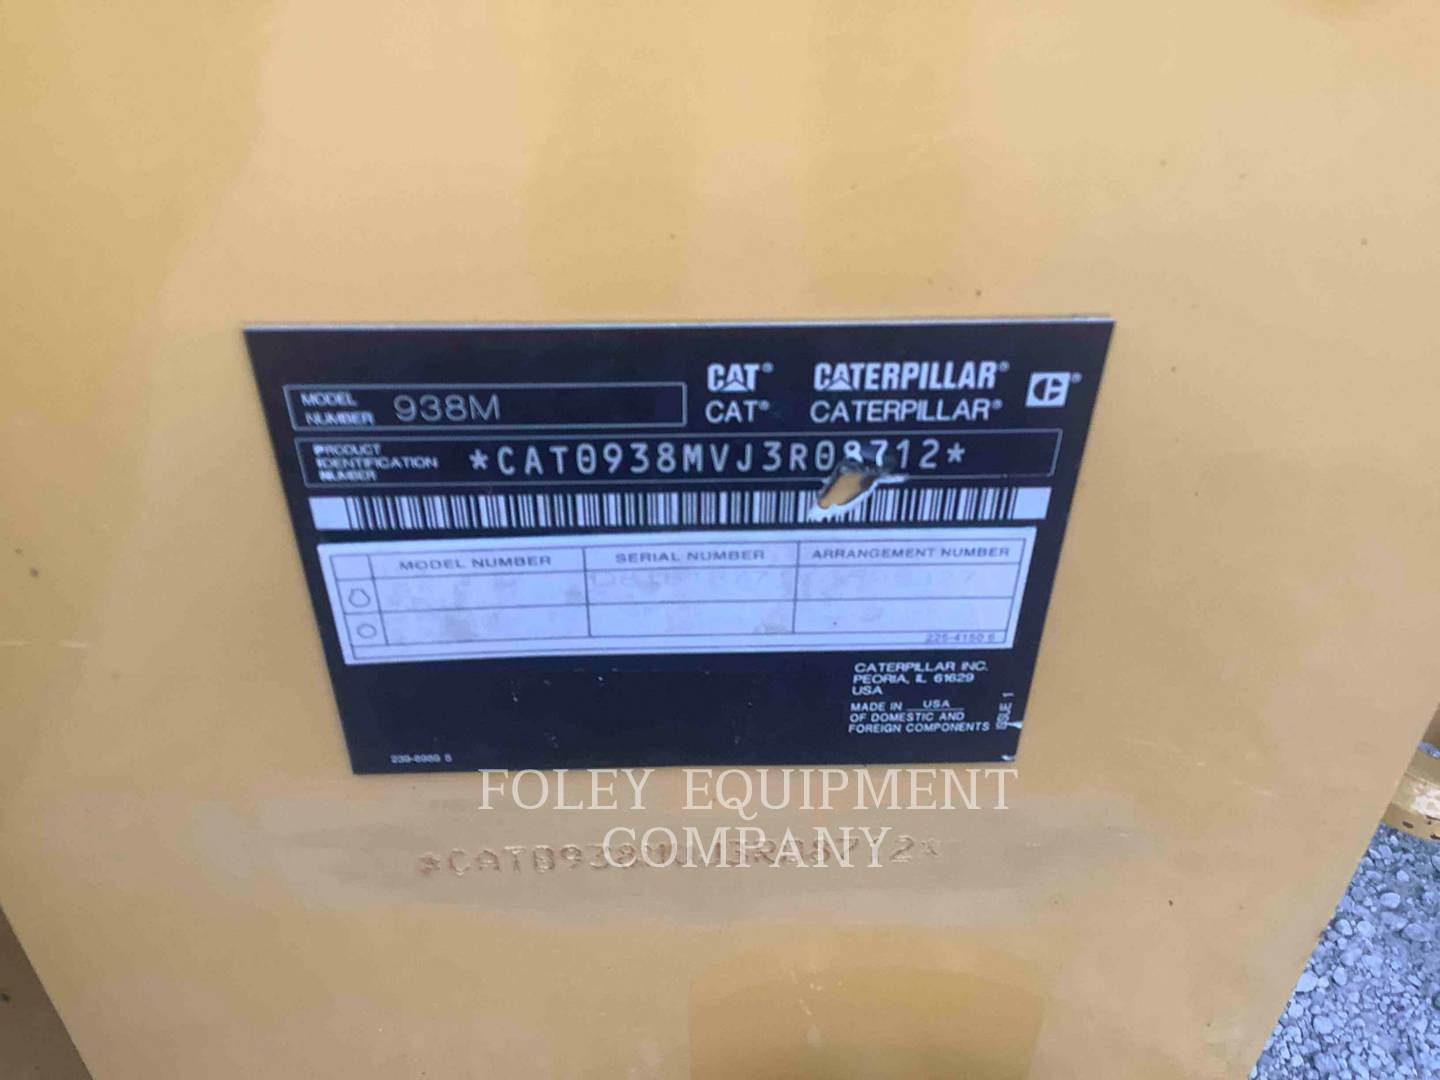 CAT® CATERPILLAR®
CAT® CATERPILLAR®
MODEL NUMBER 938M
PRODUCT IDENTIFICATION NUMBER *CAT0938MVJ3R08712*
MODEL NUMBER SERIAL NUMBER ARRANGEMENT NUMBER
CATERPILLAR INC.
PEORIA, IL 61629
USA
MADE IN USA
OF DOMESTIC AND
FOREIGN COMPONENTS
ISSUE 1
FOLEY EQUIPMENT
COMPANY